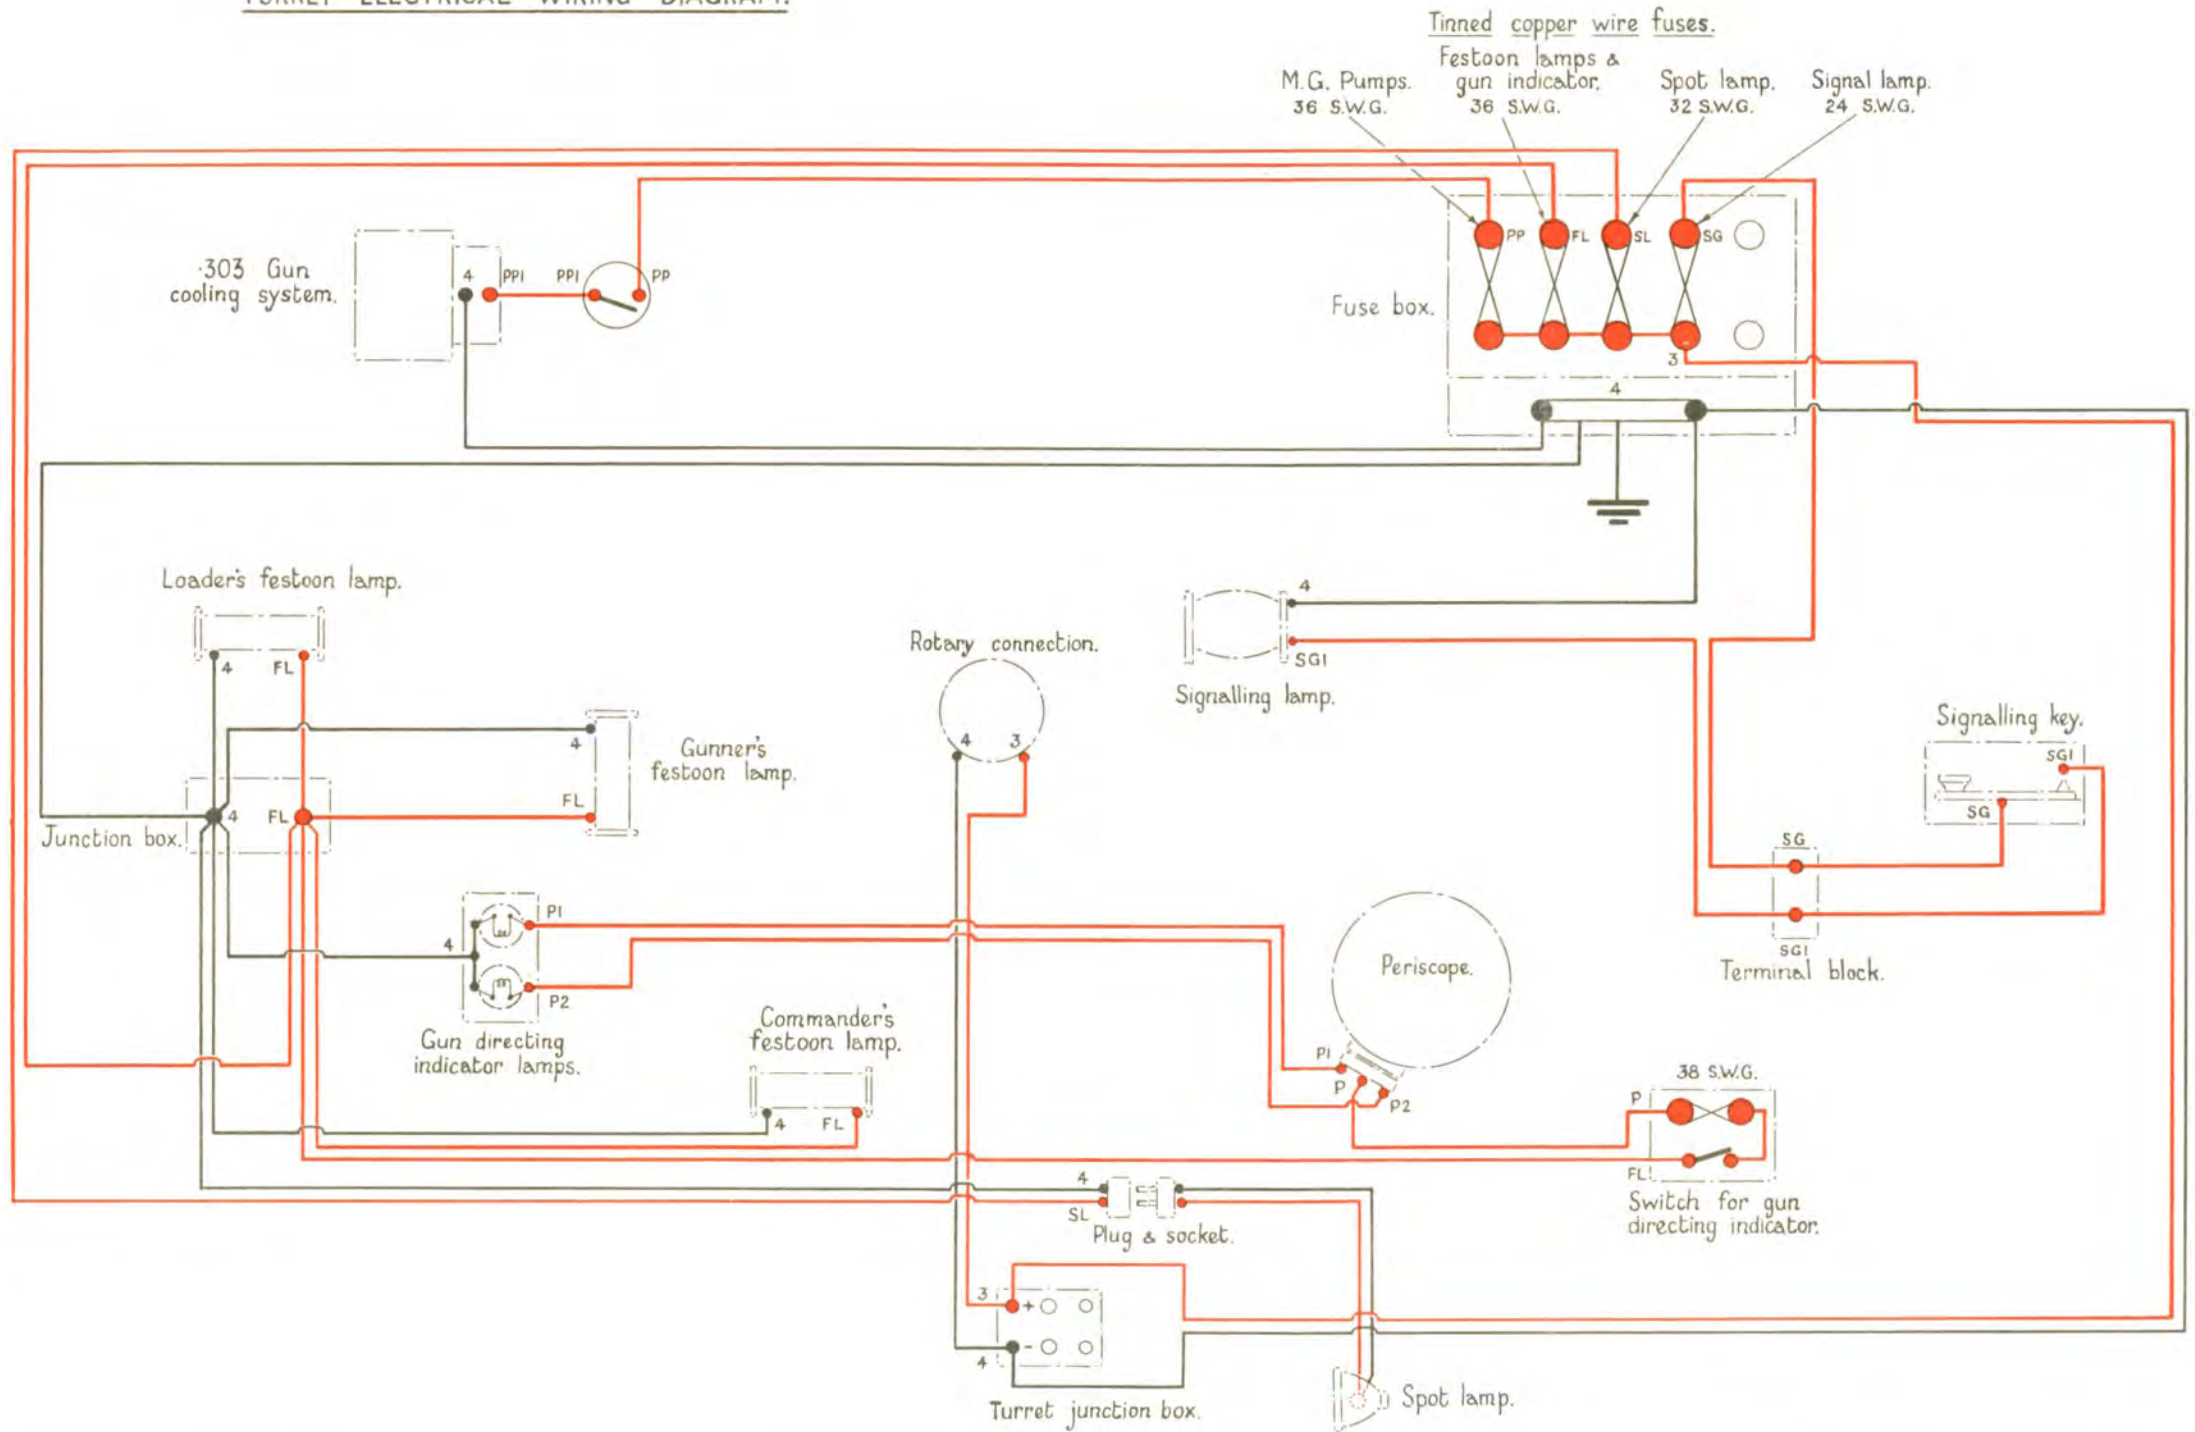 TURRET ELECTRICAL WIRING DIAGRAM.
Tinned copper wire fuses.
M.G. Pumps.
36 S.W.G.
Festoon lamps &
gun indicator.
36 S.W.G.
Spot lamp.
32 S.W.G.
Signal lamp.
24 S.W.G.
PP
FL
SL
SG
Fuse box.
3
4
·303 Gun
cooling system.
4
PP1
PP1
PP
Loader's festoon lamp.
4
FL
4
FL
Gunner's
festoon lamp.
Junction box.
4
FL
Rotary connection.
4
3
4
SG1
Signalling lamp.
Signalling key.
SG1
SG
SG
SG1
Terminal block.
P1
4
P2
Gun directing
indicator lamps.
Commander's
festoon lamp.
4
FL
Periscope.
P1
P
P2
38 S.W.G.
P
FL
Switch for gun
directing indicator.
4
SL
Plug & socket.
3
+
-
4
Turret junction box.
Spot lamp.